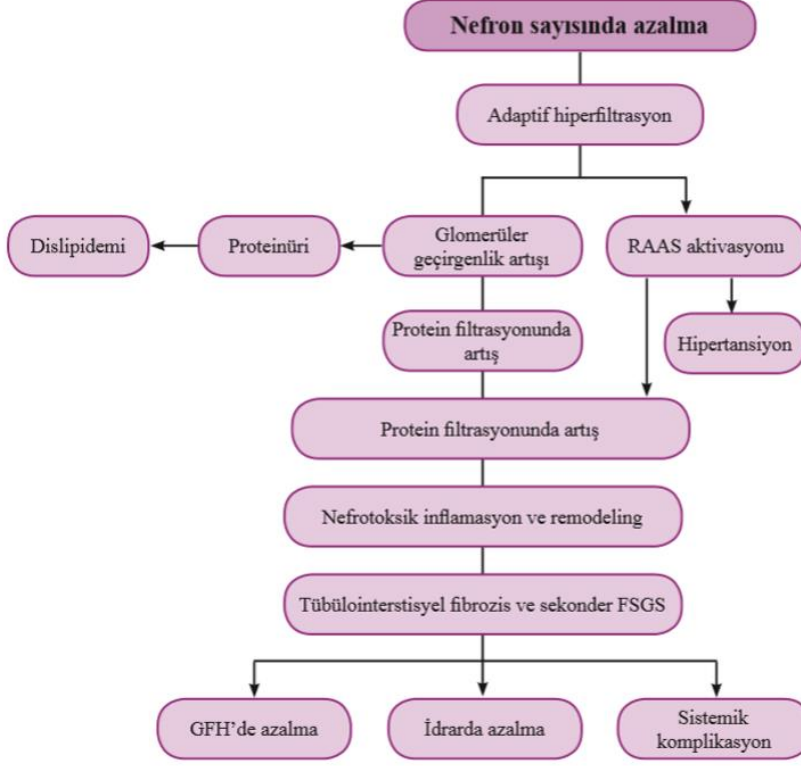 Nefron sayısında azalma
Adaptif hiperfiltrasyon
Dislipidemi
Proteinüri
Glomerüler
geçirgenlik artışı
RAAS aktivasyonu
Protein filtrasyonunda
artış
Hipertansiyon
Protein filtrasyonunda artış
Nefrotoksik inflamasyon ve remodeling
Tübülointerstisyel fibrozis ve sekonder FSGS
GFH’de azalma
İdrarda azalma
Sistemik
komplikasyon